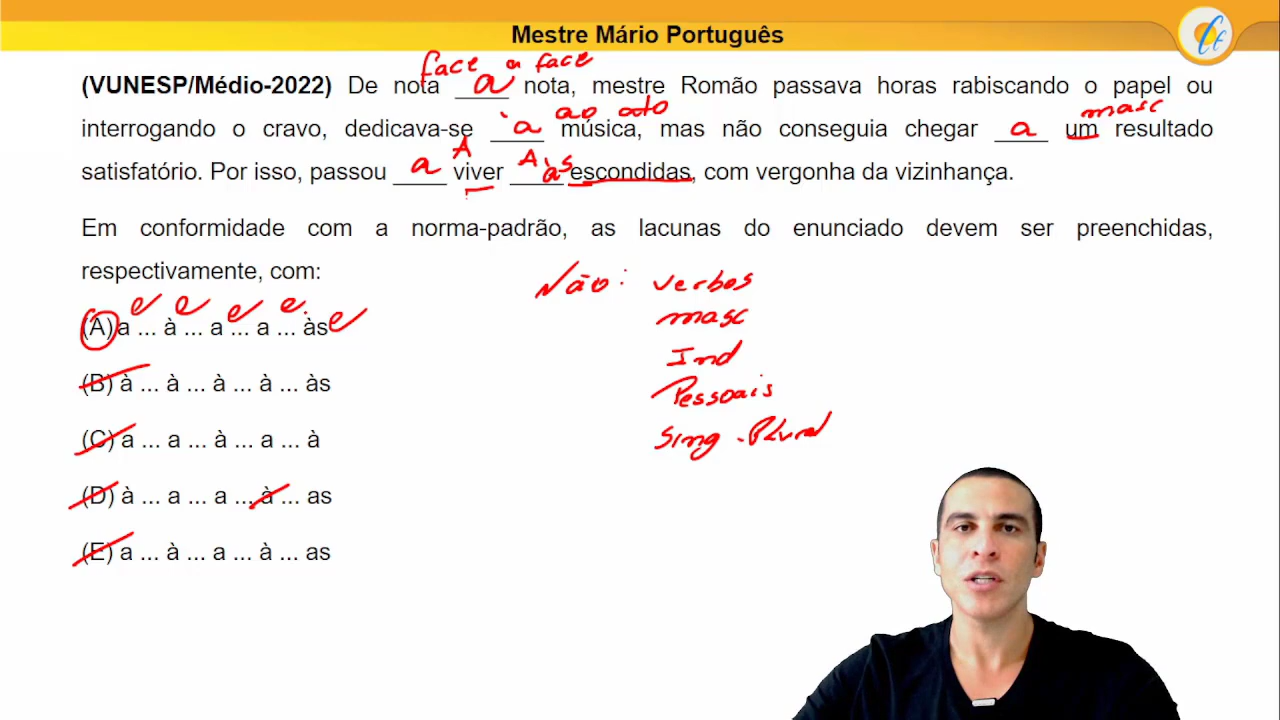 Mestre Mário Português
face a face
(VUNESP/Médio-2022) De nota a nota, mestre Romão passava horas rabiscando o papel ou
ao ato masc
interrogando o cravo, dedicava-se à música, mas não conseguia chegar a um resultado
A A
satisfatório. Por isso, passou a viver às escondidas, com vergonha da vizinhança.
Em conformidade com a norma-padrão, as lacunas do enunciado devem ser preenchidas,
respectivamente, com:
Não: verbos
masc
Ind
Pessoais
Sing - Plural
(A) a ... à ... a ... a ... às
(B) à ... à ... à ... à ... às
(C) a ... a ... à ... a ... à
(D) à ... a ... a ... à ... as
(E) a ... à ... a ... à ... as